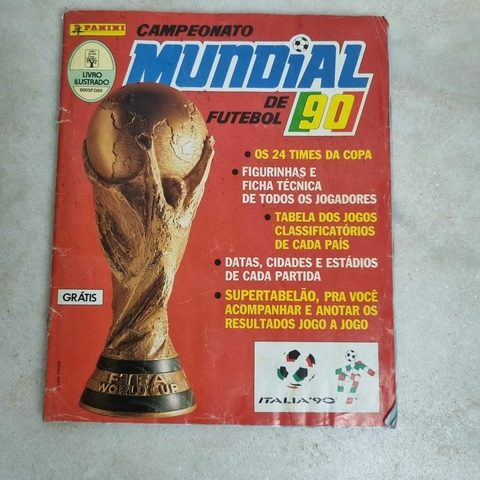 PANINI
CAMPEONATO
MUNDIAL
DE
FUTEBOL 90
LIVRO
ILUSTRADO
• OS 24 TIMES DA COPA
• FIGURINHAS E
FICHA TÉCNICA
DE TODOS OS JOGADORES
• TABELA DOS JOGOS
CLASSIFICATÓRIOS
DE CADA PAÍS
• DATAS, CIDADES E ESTÁDIOS
DE CADA PARTIDA
• SUPERTABELÃO, PRA VOCÊ
ACOMPANHAR E ANOTAR OS
RESULTADOS JOGO A JOGO
GRÁTIS
FIFA
WORLD CUP
ITALIA'90